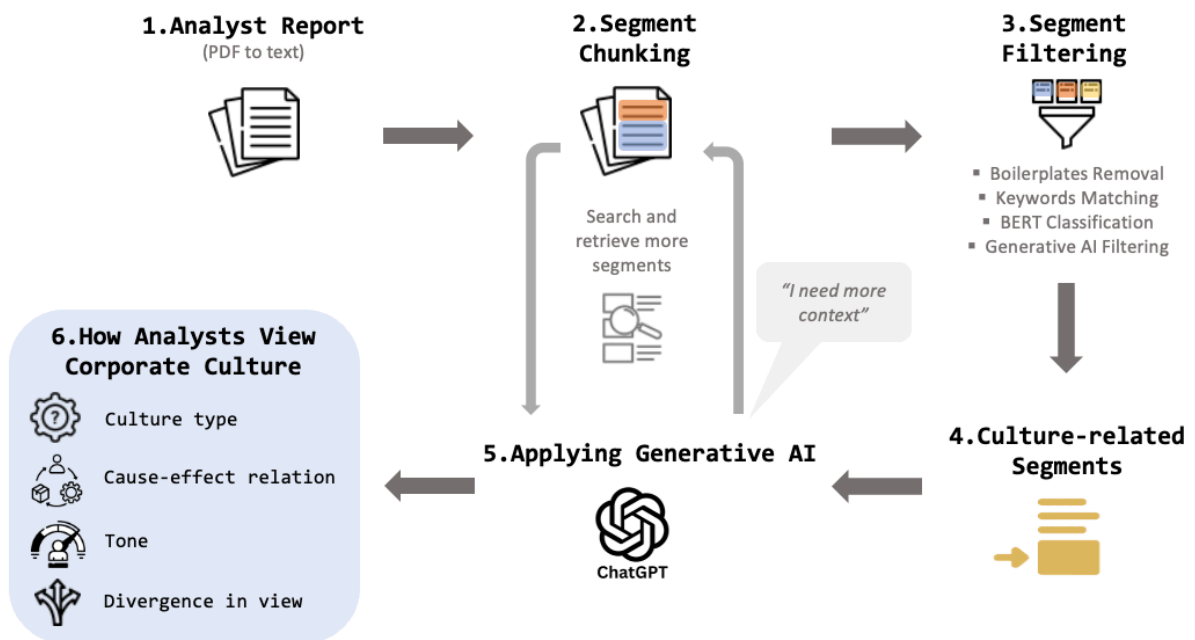 1.Analyst Report
(PDF to text)
2.Segment
Chunking
3.Segment
Filtering
▪ Boilerplates Removal
▪ Keywords Matching
▪ BERT Classification
▪ Generative AI Filtering
Search and
retrieve more
segments
“I need more
context”
4.Culture-related
Segments
5.Applying Generative AI
ChatGPT
6.How Analysts View
Corporate Culture
?
Culture type
Cause-effect relation
Tone
Divergence in view